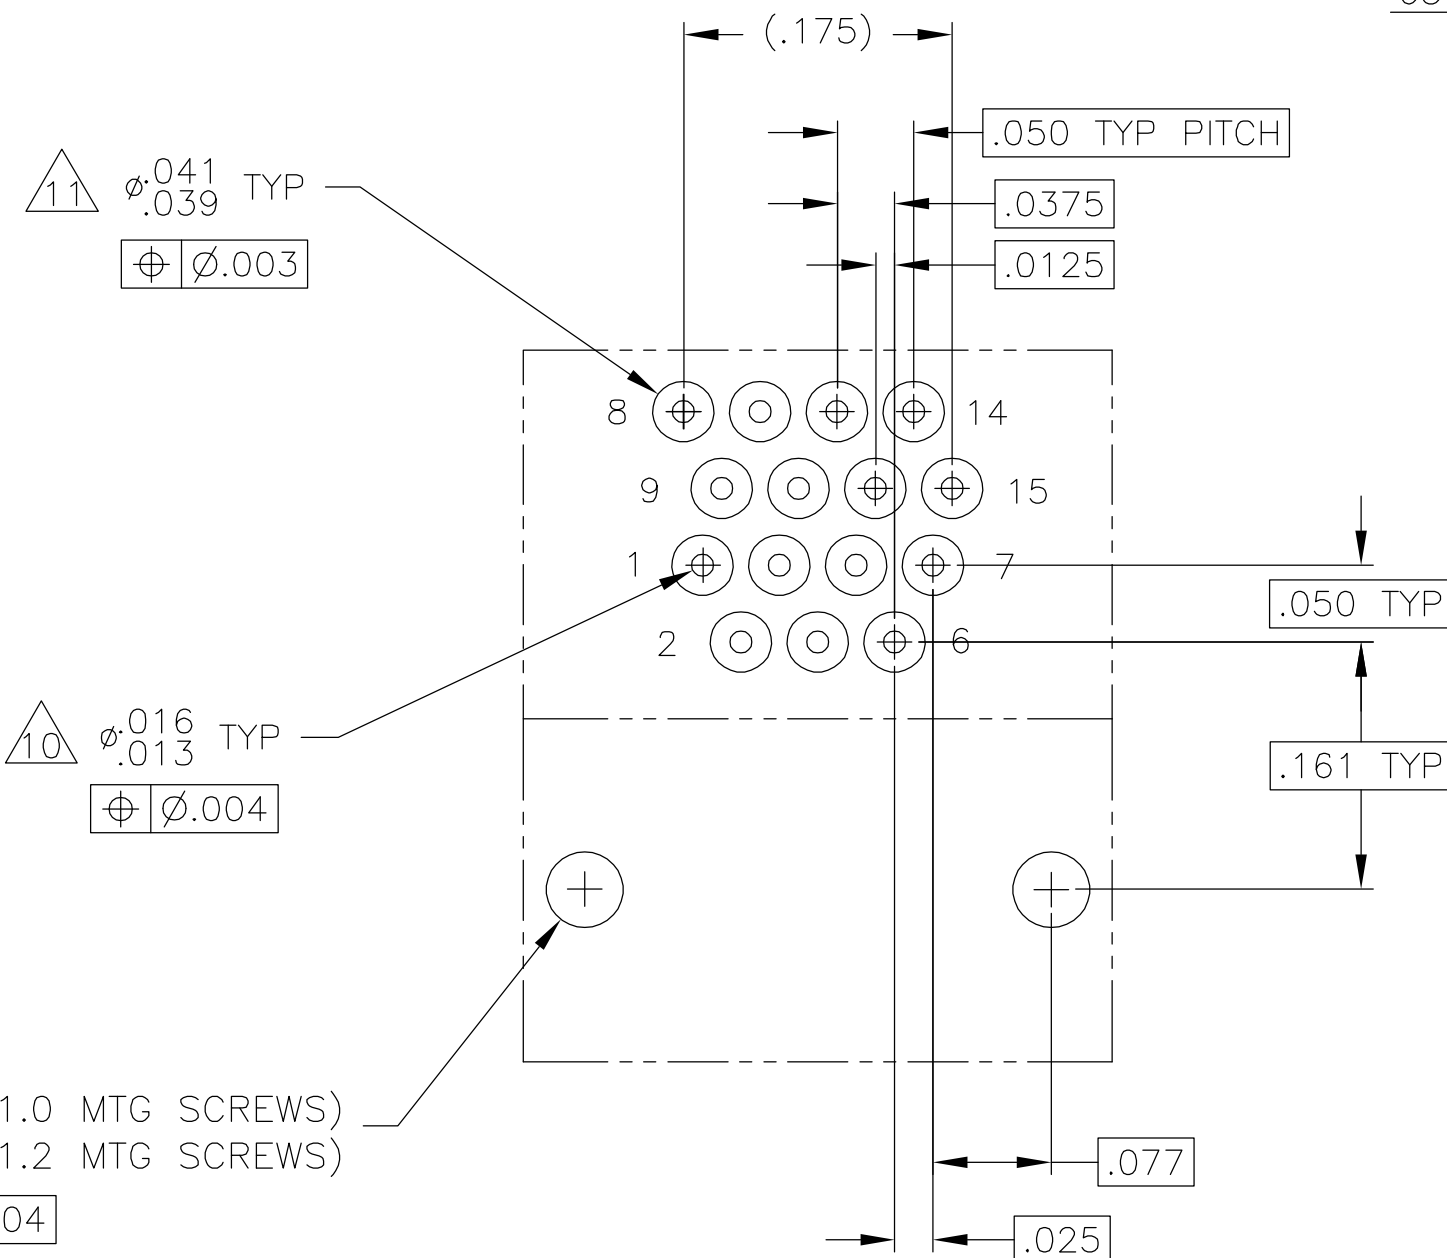 (.175)
.050 TYP PITCH
11 ⌀.041 TYP
.039
.0375
⌖ ⌀.003
.0125
8 14
9 15
1 7
.050 TYP
2 6
10 ⌀.016 TYP
.013
.161 TYP
⌖ ⌀.004
1.0 MTG SCREWS)
1.2 MTG SCREWS)
.077
04
.025